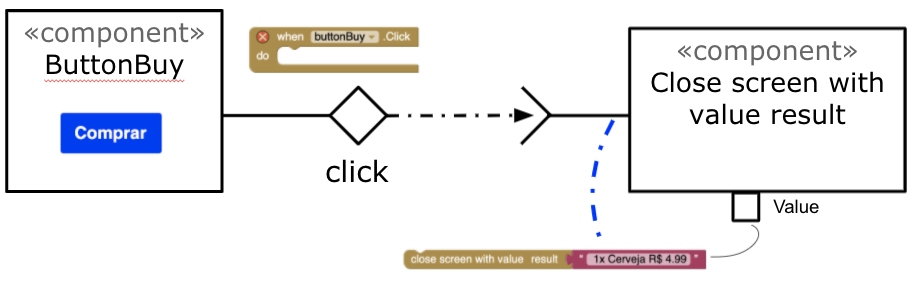 «component»
ButtonBuy
Comprar
when buttonBuy .Click
do
click
«component»
Close screen with
value result
Value
close screen with value result " 1x Cerveja R$ 4.99 "